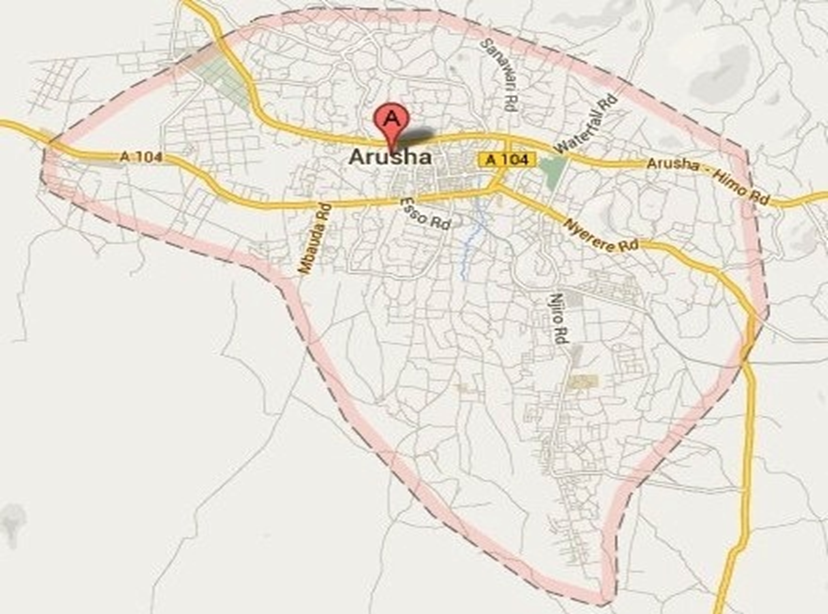 Sanawari Rd
A
Waterfall Rd
A 104
Arusha
A 104
Arusha - Himo Rd
Esso Rd
Mbauda Rd
Nyerere Rd
Njiro Rd